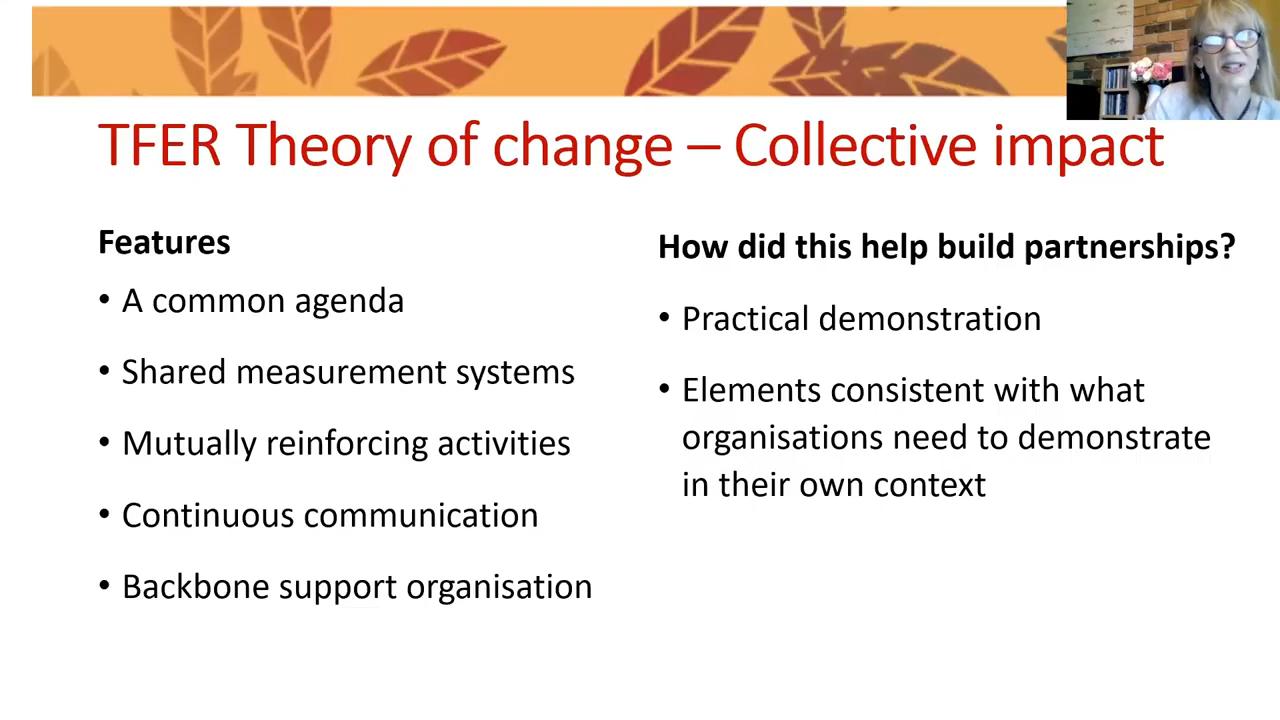 TFER Theory of change – Collective impact
Features
• A common agenda
• Shared measurement systems
• Mutually reinforcing activities
• Continuous communication
• Backbone support organisation
How did this help build partnerships?
• Practical demonstration
• Elements consistent with what
organisations need to demonstrate
in their own context